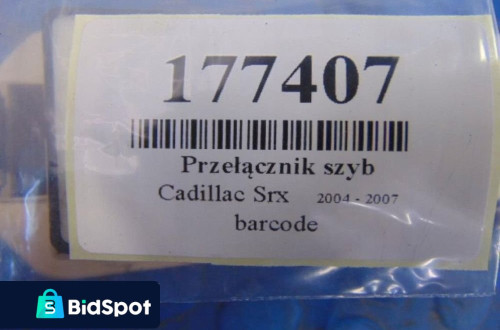 177407
Przełącznik szyb
Cadillac Srx 2004 - 2007
barcode
S
BidSpot